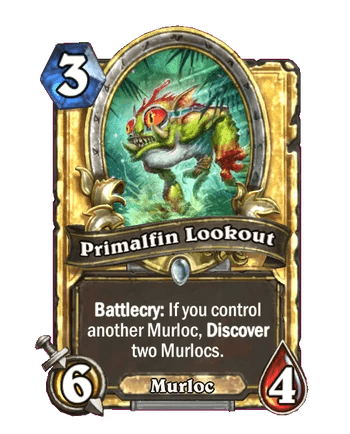 3
Primalfin Lookout
Battlecry: If you control
another Murloc, Discover
two Murlocs.
6
Murloc
4